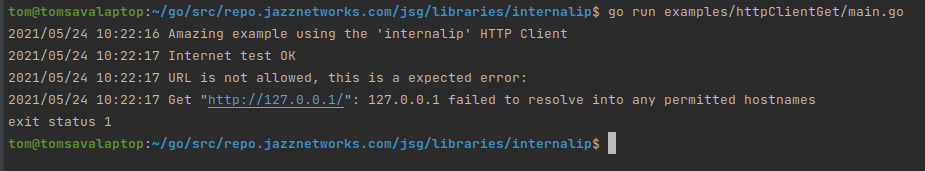 tom@tomsavalaptop:~/go/src/repo.jazznetworks.com/jsg/libraries/internalip$ go run examples/httpClientGet/main.go
2021/05/24 10:22:16 Amazing example using the 'internalip' HTTP Client
2021/05/24 10:22:17 Internet test OK
2021/05/24 10:22:17 URL is not allowed, this is a expected error:
2021/05/24 10:22:17 Get "http://127.0.0.1/": 127.0.0.1 failed to resolve into any permitted hostnames
exit status 1
tom@tomsavalaptop:~/go/src/repo.jazznetworks.com/jsg/libraries/internalip$